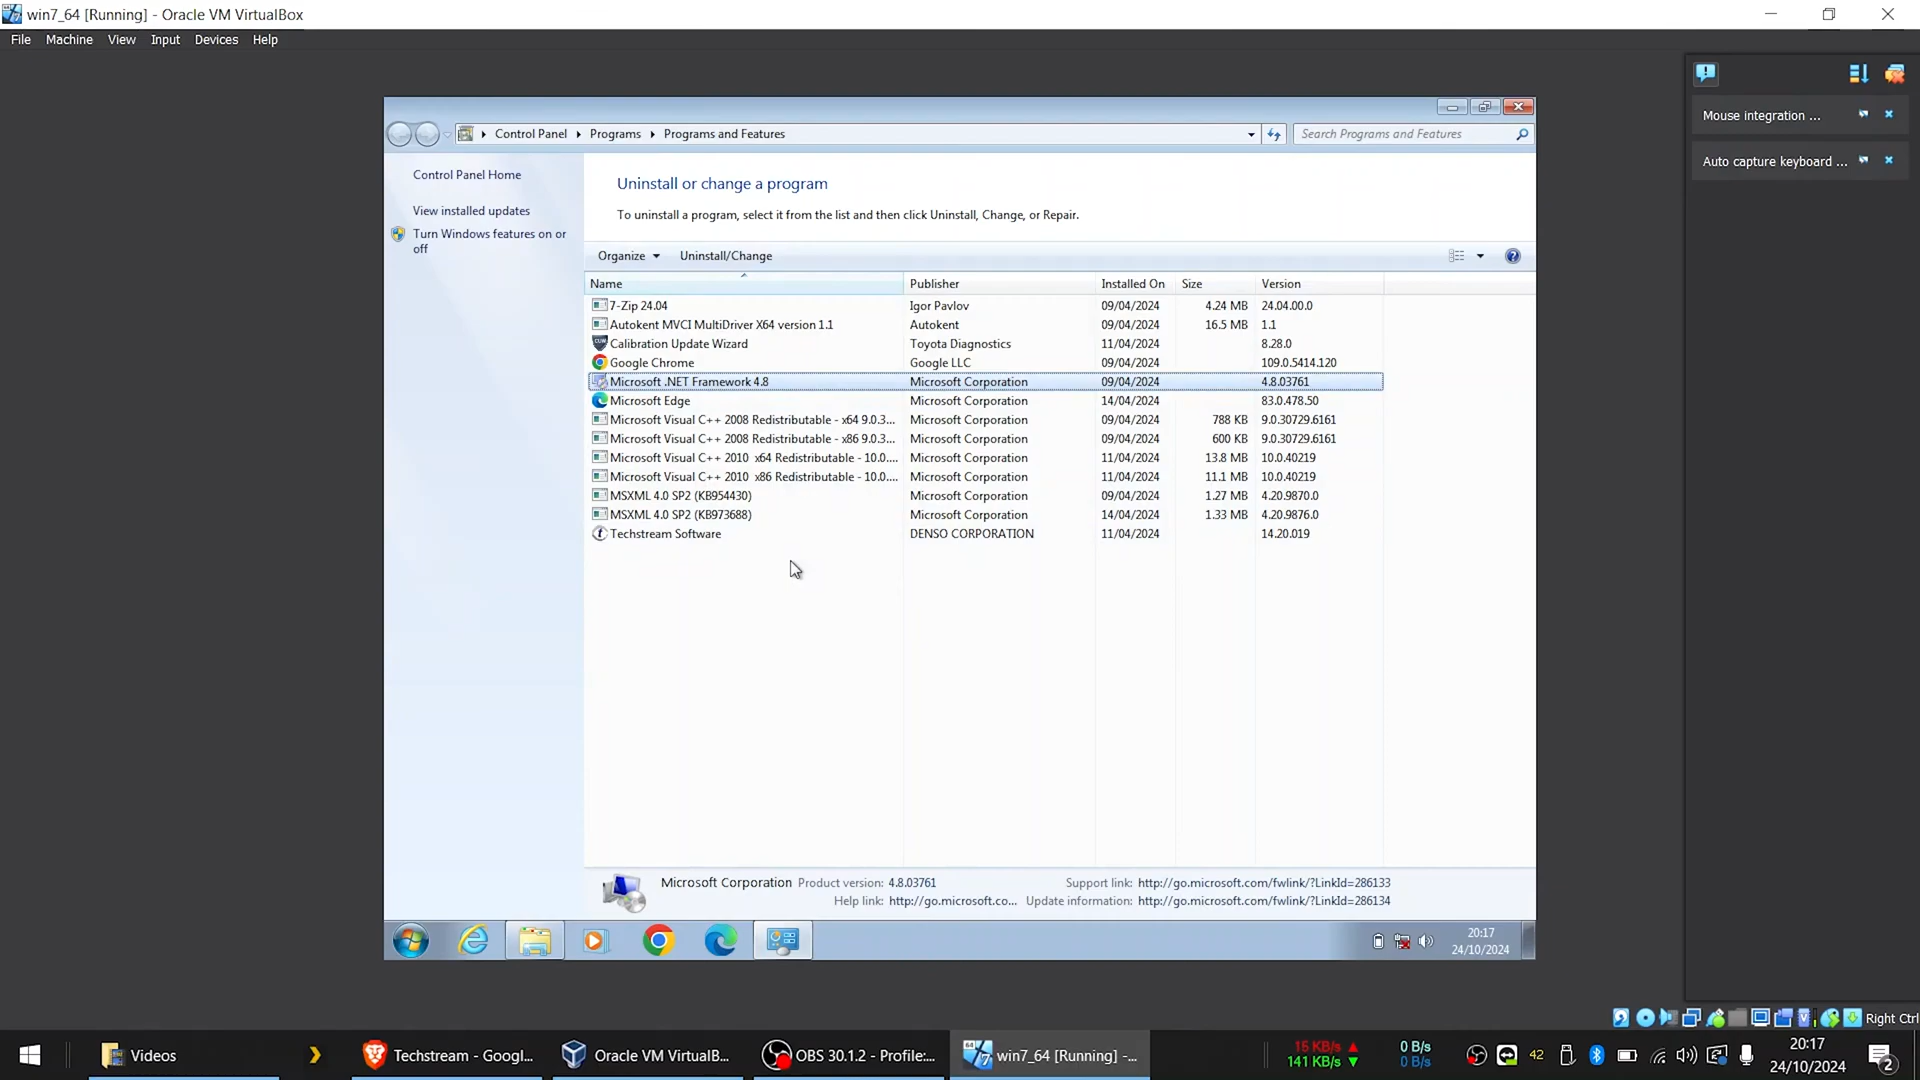 win7_64 [Running] - Oracle VM VirtualBox
File Machine View Input Devices Help
Mouse integration ...
Auto capture keyboard ...
Control Panel Programs Programs and Features
Search Programs and Features
Control Panel Home
View installed updates
Turn Windows features on or
off
Uninstall or change a program
To uninstall a program, select it from the list and then click Uninstall, Change, or Repair.
Organize Uninstall/Change
Name Publisher Installed On Size Version
7-Zip 24.04 Igor Pavlov 09/04/2024 4.24 MB 24.04.00.0
Autokent MVCI MultiDriver X64 version 1.1 Autokent 09/04/2024 16.5 MB 1.1
Calibration Update Wizard Toyota Diagnostics 11/04/2024 8.28.0
Google Chrome Google LLC 09/04/2024 109.0.5414.120
Microsoft .NET Framework 4.8 Microsoft Corporation 09/04/2024 4.8.03761
Microsoft Edge Microsoft Corporation 14/04/2024 83.0.478.50
Microsoft Visual C++ 2008 Redistributable - x64 9.0.3... Microsoft Corporation 09/04/2024 788 KB 9.0.30729.6161
Microsoft Visual C++ 2008 Redistributable - x86 9.0.3... Microsoft Corporation 09/04/2024 600 KB 9.0.30729.6161
Microsoft Visual C++ 2010 x64 Redistributable - 10.0.... Microsoft Corporation 11/04/2024 13.8 MB 10.0.40219
Microsoft Visual C++ 2010 x86 Redistributable - 10.0.... Microsoft Corporation 11/04/2024 11.1 MB 10.0.40219
MSXML 4.0 SP2 (KB954430) Microsoft Corporation 09/04/2024 1.27 MB 4.20.9870.0
MSXML 4.0 SP2 (KB973688) Microsoft Corporation 14/04/2024 1.33 MB 4.20.9876.0
Techstream Software DENSO CORPORATION 11/04/2024 14.20.019
Microsoft Corporation Product version: 4.8.03761 Support link: http://go.microsoft.com/fwlink/?LinkId=286133
Help link: http://go.microsoft.co... Update information: http://go.microsoft.com/fwlink/?LinkId=286134
20:17
24/10/2024
Right Ctrl
Videos Techstream - Googl... Oracle VM VirtualB... OBS 30.1.2 - Profile:... win7_64 [Running] -...
15 KB/s 0 B/s
141 KB/s 0 B/s
42
20:17
24/10/2024
2